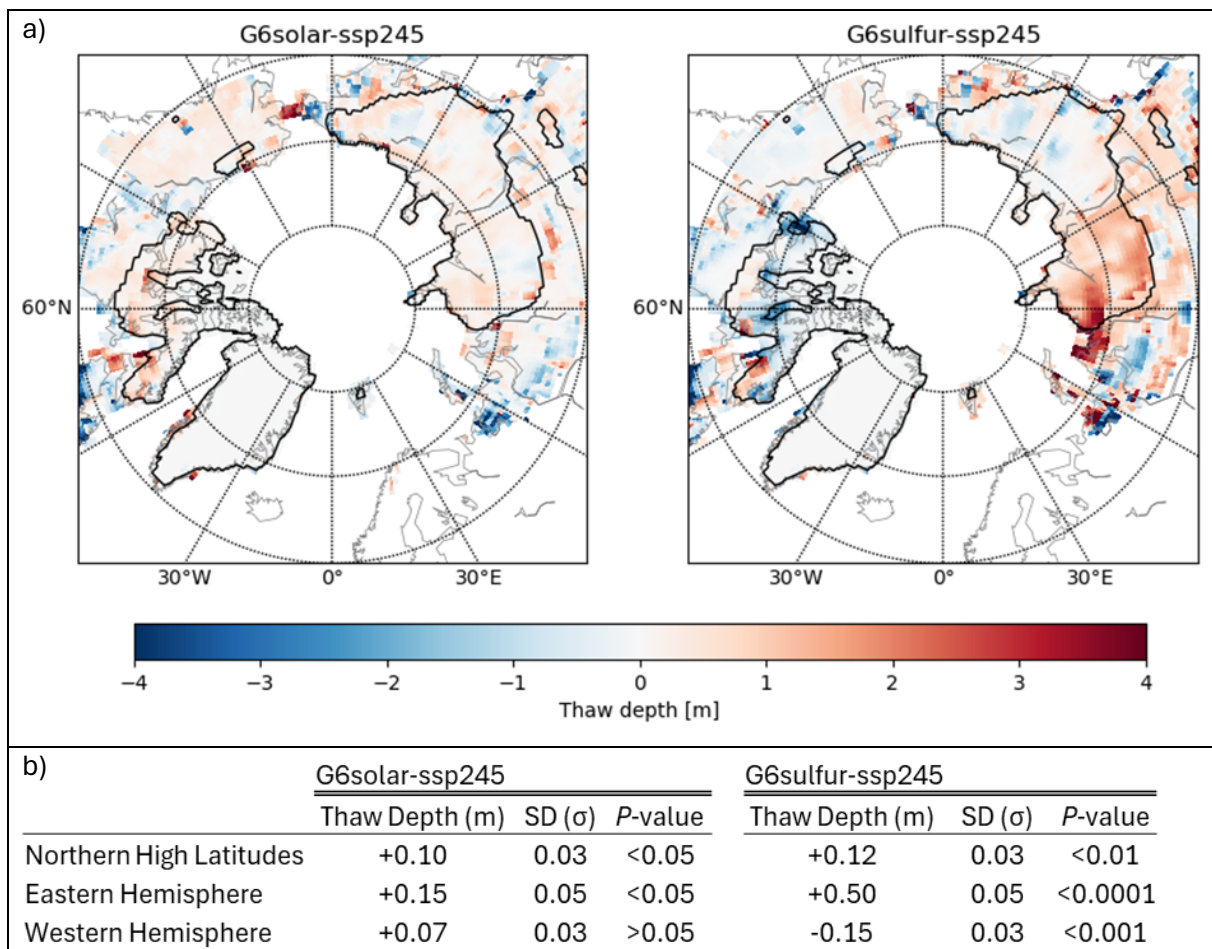 a)
G6solar-ssp245 G6sulfur-ssp245
60°N 60°N
30°W 0° 30°E 30°W 0° 30°E
−4 −3 −2 −1 0 1 2 3 4
Thaw depth [m]
b)
G6solar-ssp245 G6sulfur-ssp245
Thaw Depth (m) SD (σ) P-value Thaw Depth (m) SD (σ) P-value
Northern High Latitudes +0.10 0.03 <0.05 +0.12 0.03 <0.01
Eastern Hemisphere +0.15 0.05 <0.05 +0.50 0.05 <0.0001
Western Hemisphere +0.07 0.03 >0.05 -0.15 0.03 <0.001